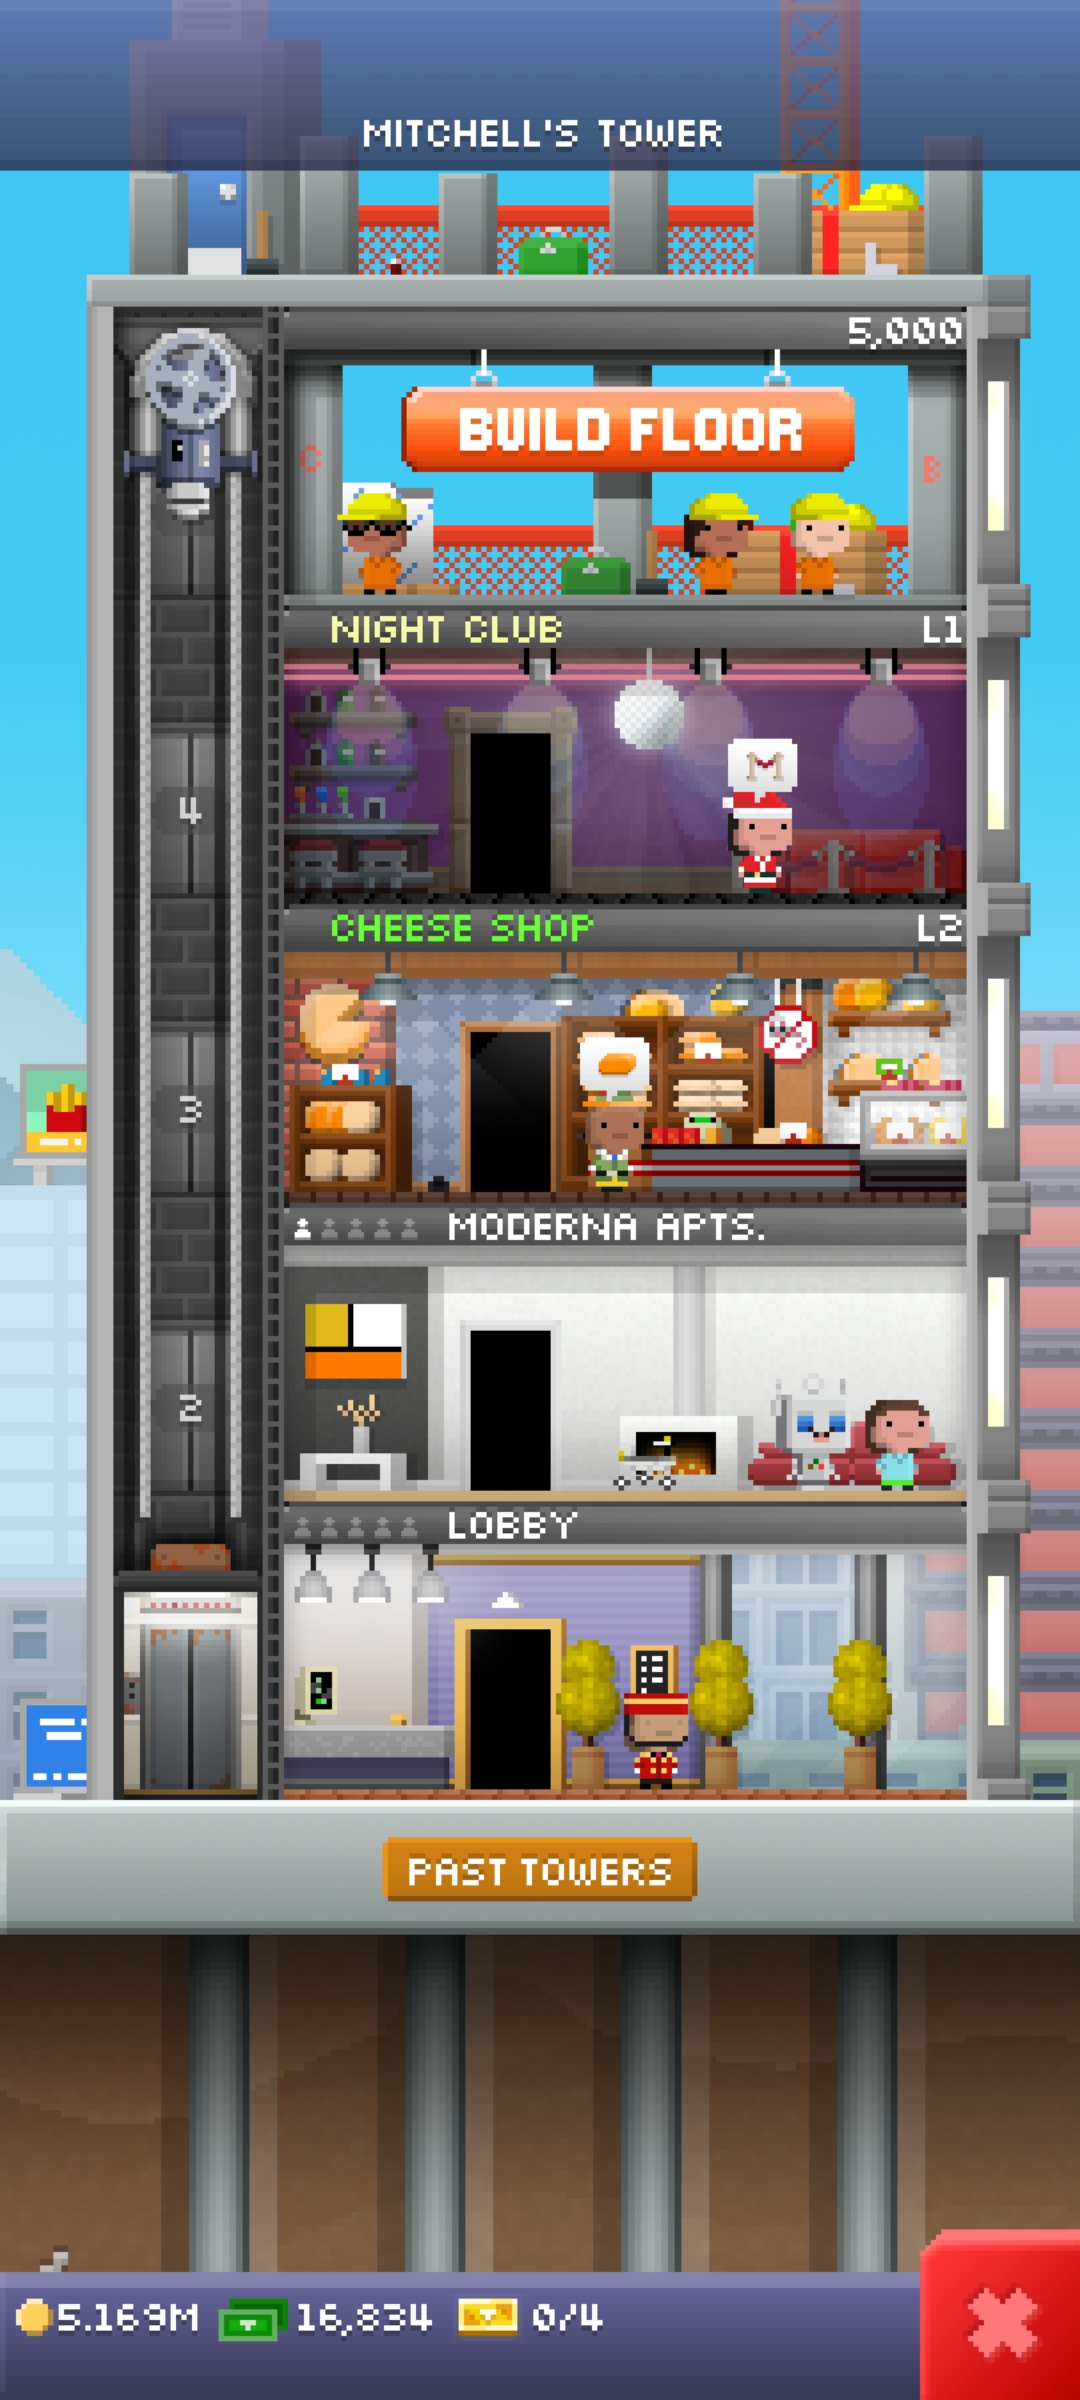 MITCHELL'S TOWER
5,000
BUILD FLOOR
C
B
NIGHT CLUB
L1
M
4
CHEESE SHOP
L2
3
MODERNA APTS.
2
LOBBY
PAST TOWERS
5.169M
16,834
0/4